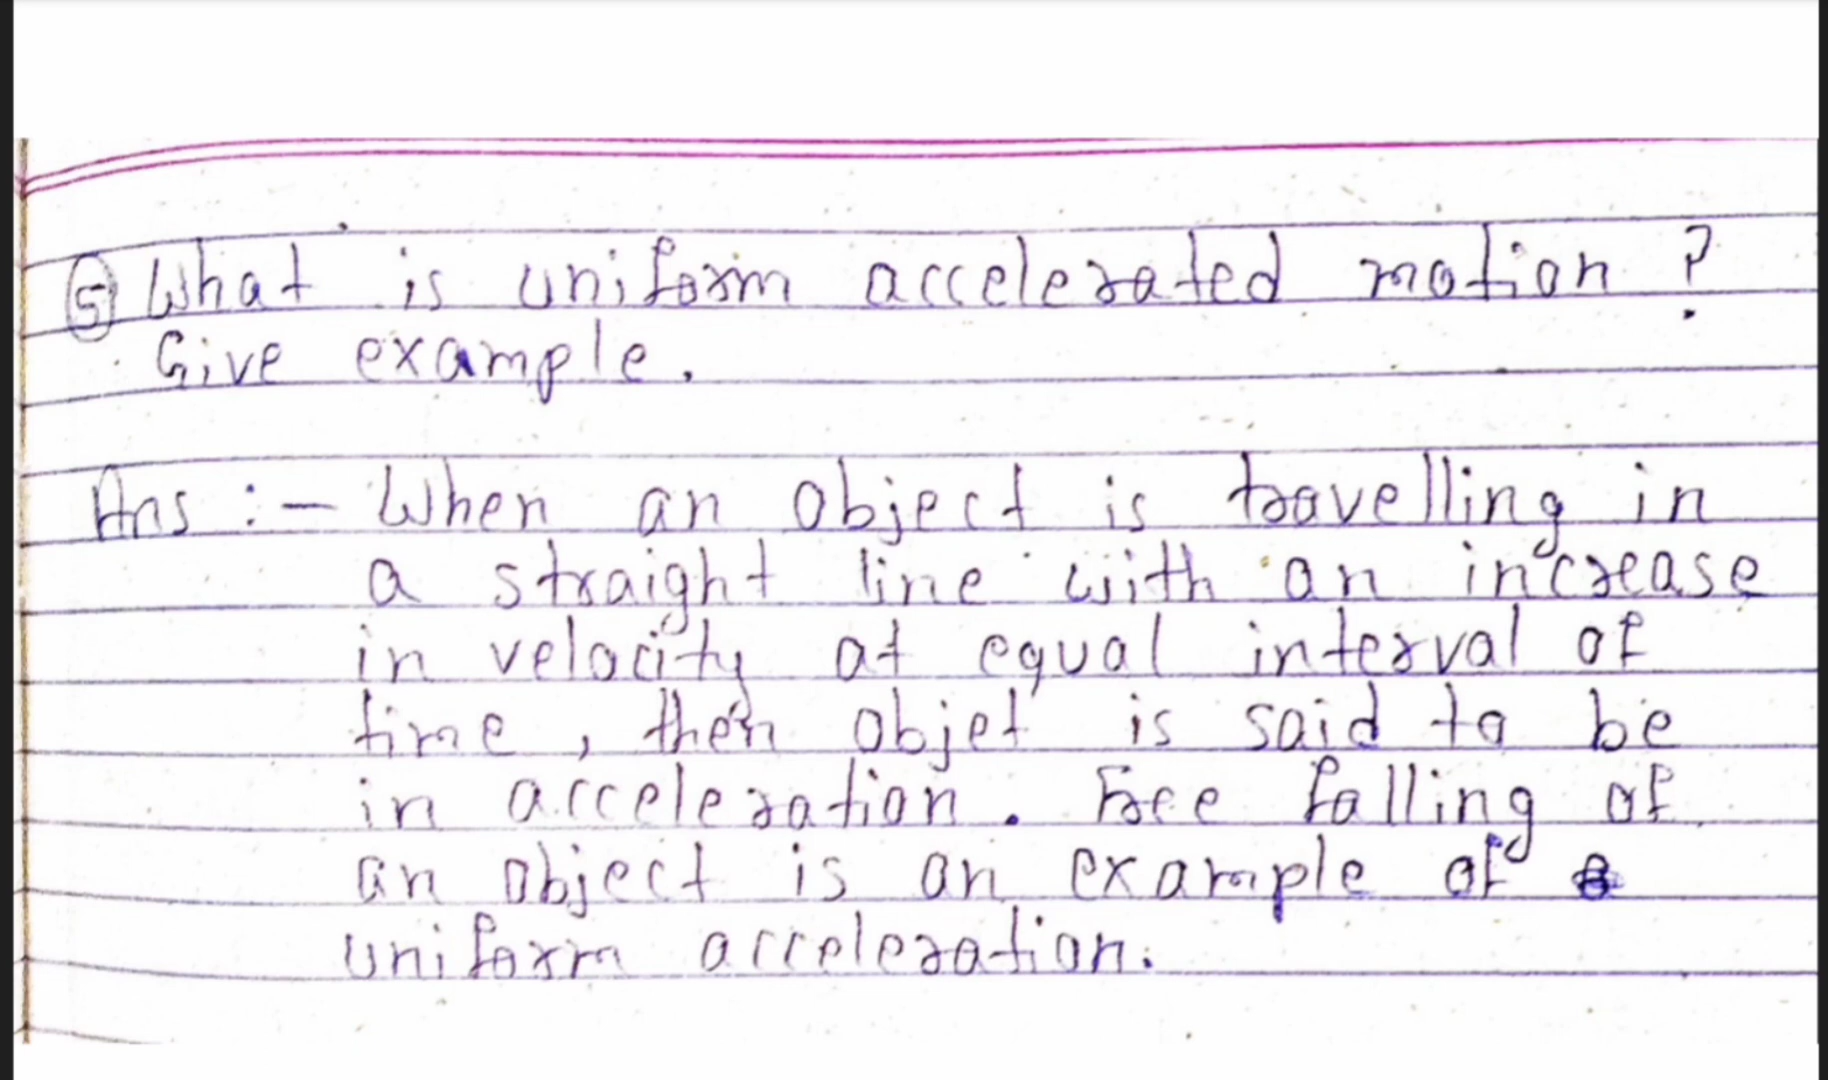 ⑤ What is uniform accelerated motion ?
Give example.
Ans :- When an object is travelling in
a straight line with an increase
in velocity at equal interval of
time, then objet is said to be
in acceleration. Free falling of
an object is an example of
uniform acceleration.